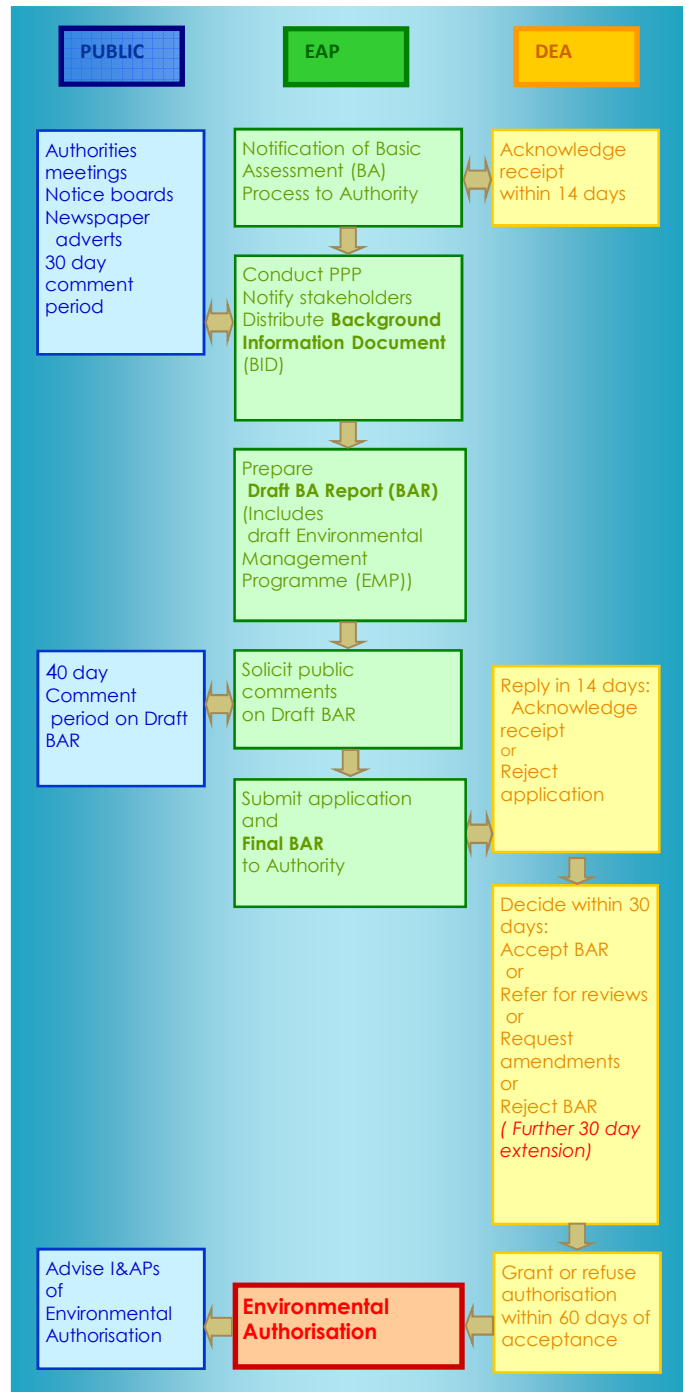 PUBLIC
EAP
DEA
Authorities
meetings
Notice boards
Newspaper
adverts
30 day
comment
period
Notification of Basic
Assessment (BA)
Process to Authority
Acknowledge
receipt
within 14 days
Conduct PPP
Notify stakeholders
Distribute Background
Information Document
(BID)
Prepare
Draft BA Report (BAR)
(Includes
draft Environmental
Management
Programme (EMP))
40 day
Comment
period on Draft
BAR
Solicit public
comments
on Draft BAR
Reply in 14 days:
Acknowledge
receipt
or
Reject
application
Submit application
and
Final BAR
to Authority
Decide within 30
days:
Accept BAR
or
Refer for reviews
or
Request
amendments
or
Reject BAR
( Further 30 day
extension)
Advise I&APs
of
Environmental
Authorisation
Environmental
Authorisation
Grant or refuse
authorisation
within 60 days of
acceptance